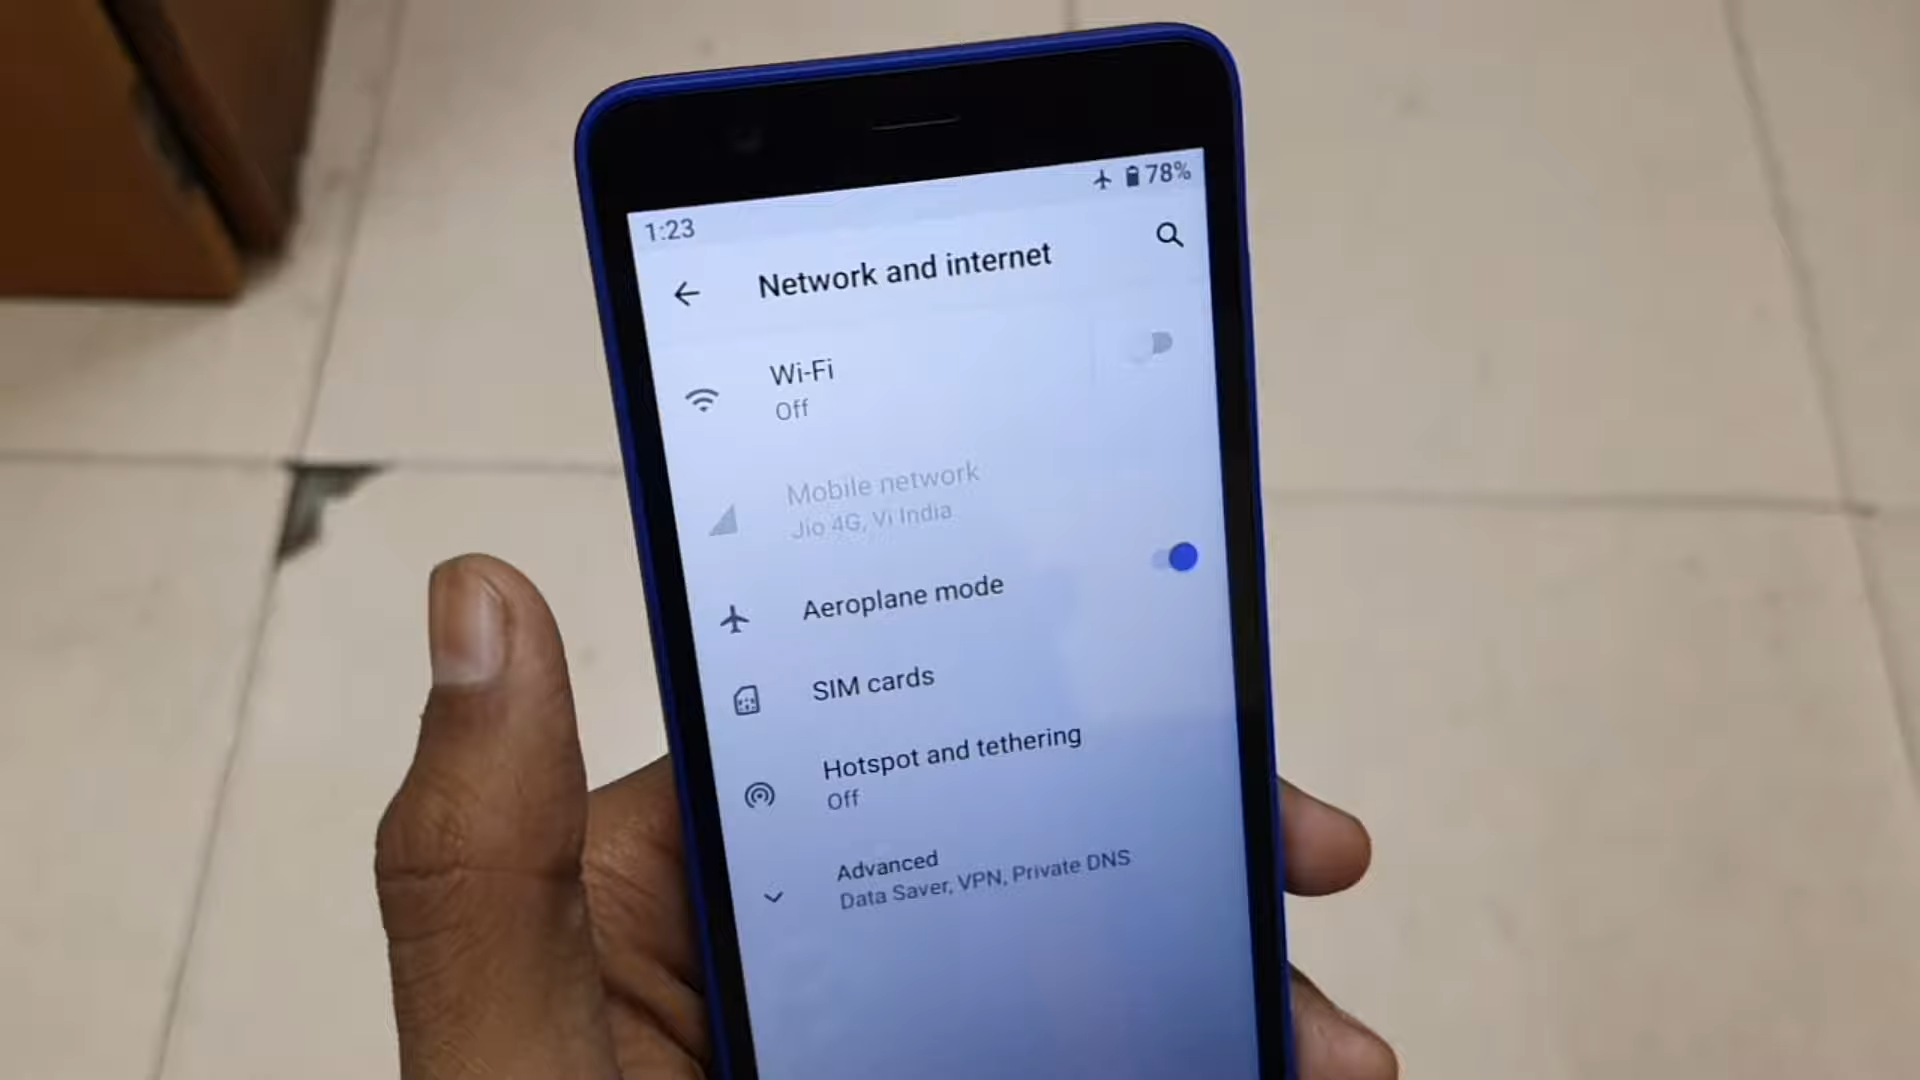 1:23
78%
Network and internet
Wi-Fi
Off
Mobile network
Jio 4G, Vi India
Aeroplane mode
SIM cards
Hotspot and tethering
Off
Advanced
Data Saver, VPN, Private DNS